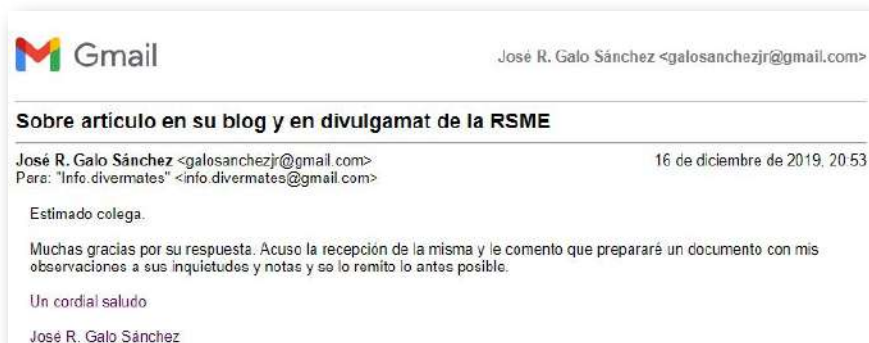 Gmail
José R. Galo Sánchez <galosanchezjr@gmail.com>
Sobre artículo en su blog y en divulgamat de la RSME
José R. Galo Sánchez <galosanchezjr@gmail.com>
16 de diciembre de 2019, 20:53
Para: "Info.divermates" <info.divermates@gmail.com>
Estimado colega.
Muchas gracias por su respuesta. Acuso la recepción de la misma y le comento que prepararé un documento con mis
observaciones a sus inquietudes y notas y se lo remito lo antes posible.
Un cordial saludo
José R. Galo Sánchez